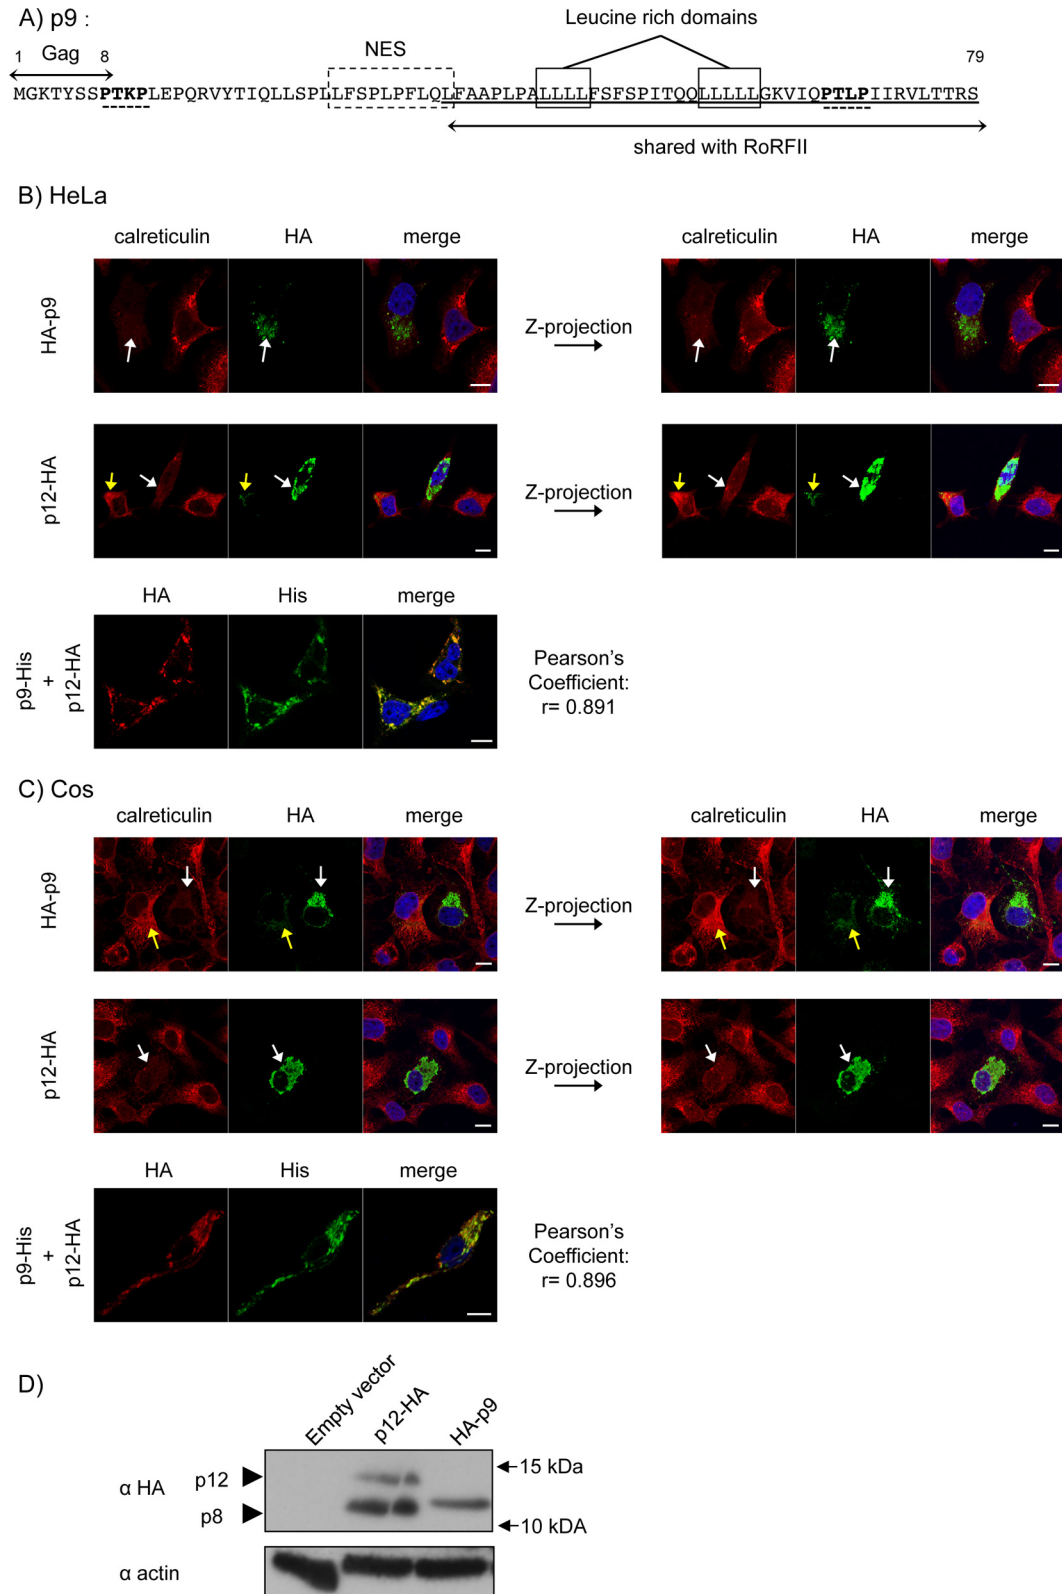 A) p9 :
Leucine rich domains
1 Gag 8 NES 79
MGKTYSSPTKPLEPQRVYTIQLLSPLLFSPLPFLQLFAAPLPALLLLFSFSPITQQLLLLLGKVIQPTLPIIRVLTTRS
shared with RoRFII
B) HeLa
calreticulin HA merge calreticulin HA merge
HA-p9
Z-projection
p12-HA
Z-projection
HA His merge
p9-His
+
p12-HA
Pearson's
Coefficient:
r= 0.891
C) Cos
calreticulin HA merge calreticulin HA merge
HA-p9
Z-projection
p12-HA
Z-projection
HA His merge
p9-His
+
p12-HA
Pearson's
Coefficient:
r= 0.896
D)
Empty vector
p12-HA
HA-p9
15 kDa
α HA
p12
p8
10 kDA
α actin